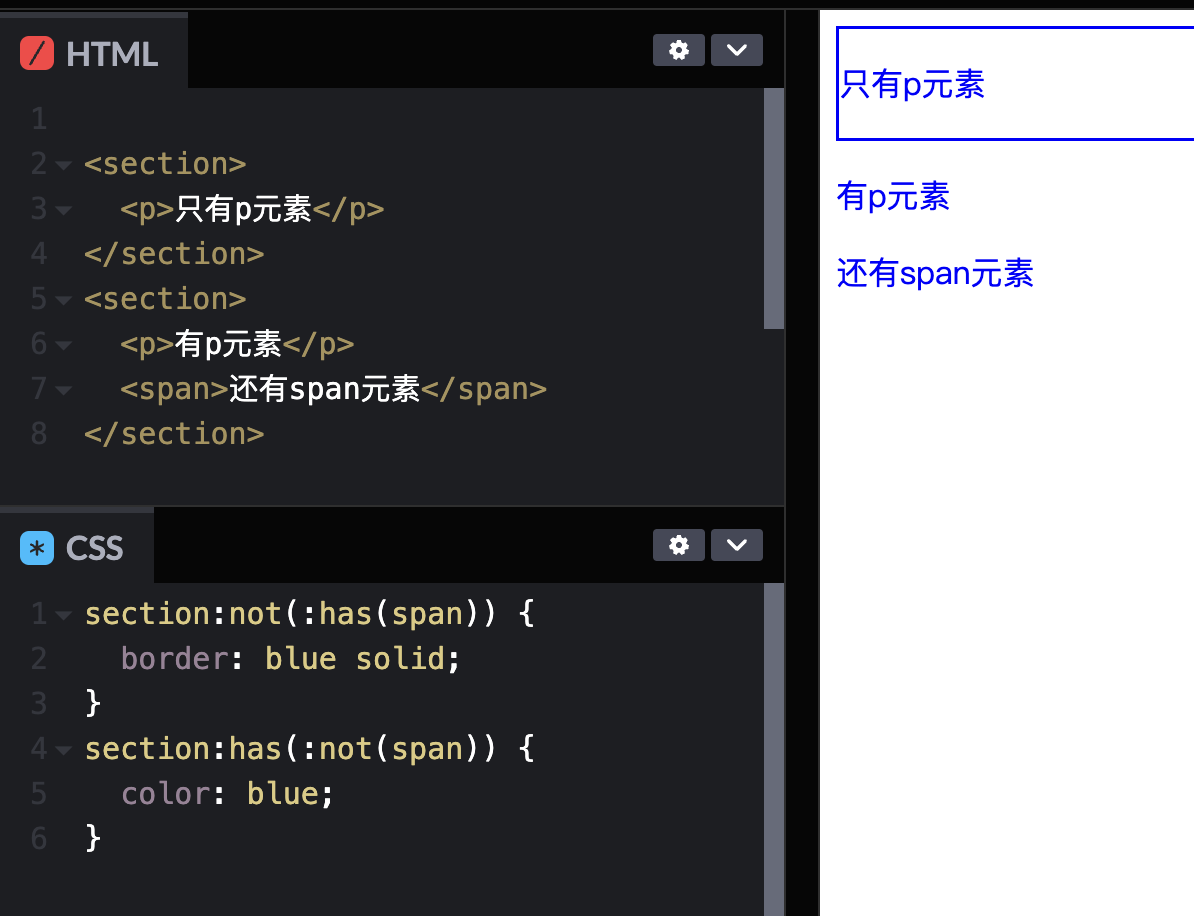 HTML
1
2 <section>
3 <p>只有p元素</p>
4 </section>
5 <section>
6 <p>有p元素</p>
7 <span>还有span元素</span>
8 </section>
CSS
1 section:not(:has(span)) {
2 border: blue solid;
3 }
4 section:has(:not(span)) {
5 color: blue;
6 }
只有p元素
有p元素
还有span元素